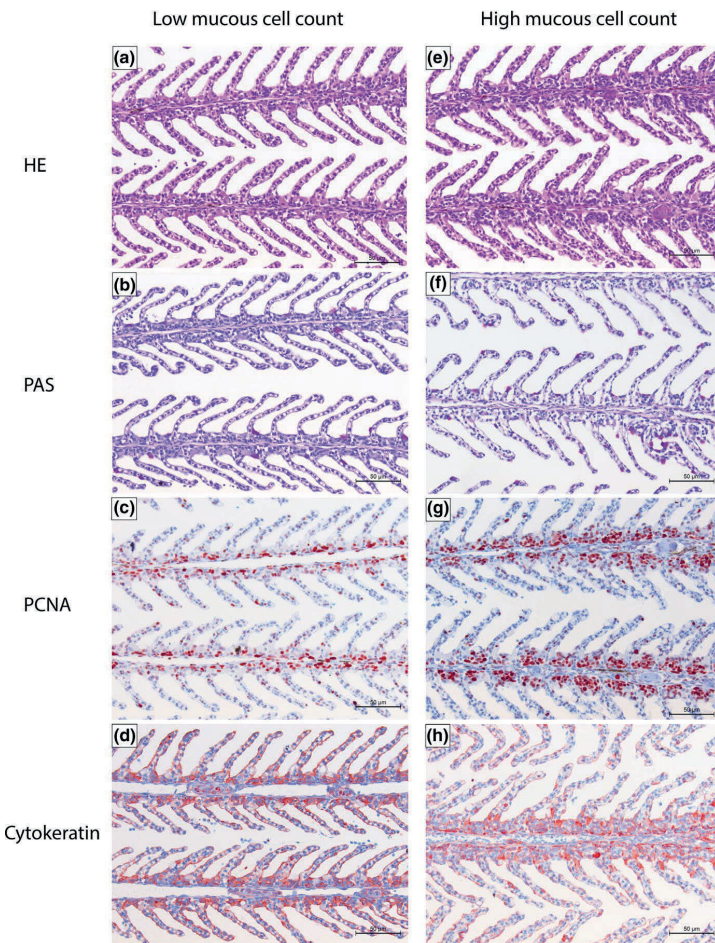 Low mucous cell count
High mucous cell count
(a)
(e)
HE
50 µm
50 µm
(b)
(f)
PAS
50 µm
50 µm
(c)
(g)
PCNA
50 µm
50 µm
(d)
(h)
Cytokeratin
50 µm
50 µm